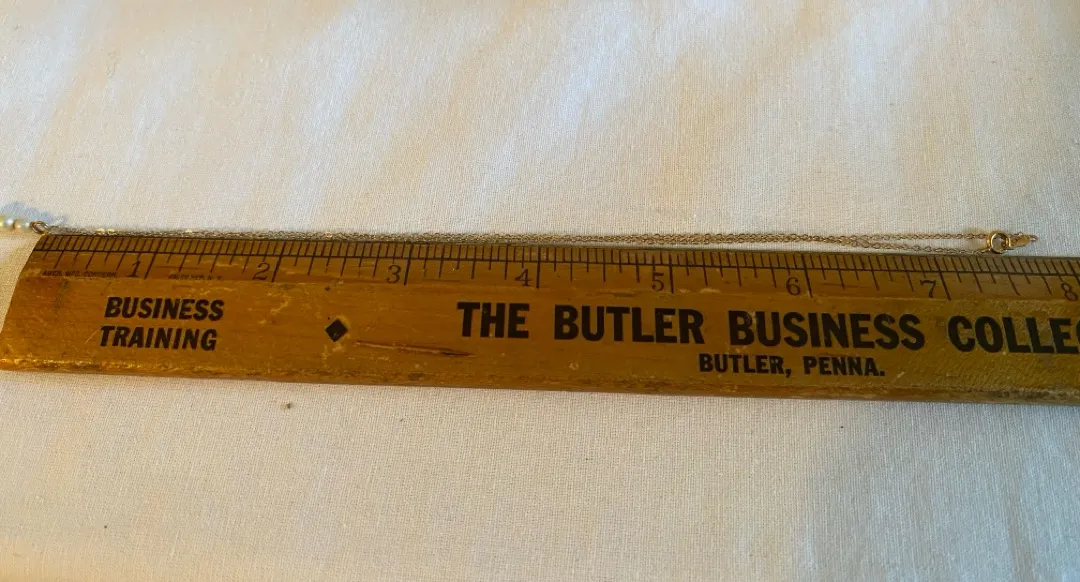 1 2 3 4 5 6 7 8
BUSINESS
TRAINING
THE BUTLER BUSINESS COLLE
BUTLER, PENNA.